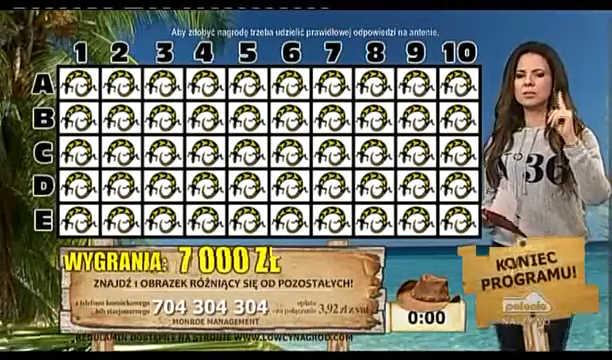 Aby zdobyć nagrodę trzeba udzielić prawidłowej odpowiedzi na antenie.
1 2 3 4 5 6 7 8 9 10
A
B
C
D
E
36
WYGRANA: 7 000 ZŁ
ZNAJDŹ 1 OBRAZEK RÓŻNIĄCY SIĘ OD POZOSTAŁYCH!
z telefonu komórkowego
lub stacjonarnego
704 304 304
opłata
za połączenie 3,92 zł z vat
MONROE MANAGEMENT
0:00
KONIEC
PROGRAMU!
polonia
NA ŻYWO
REGULAMIN DOSTĘPNY NA STRONIE WWW.LOWCYNAGROD.COM